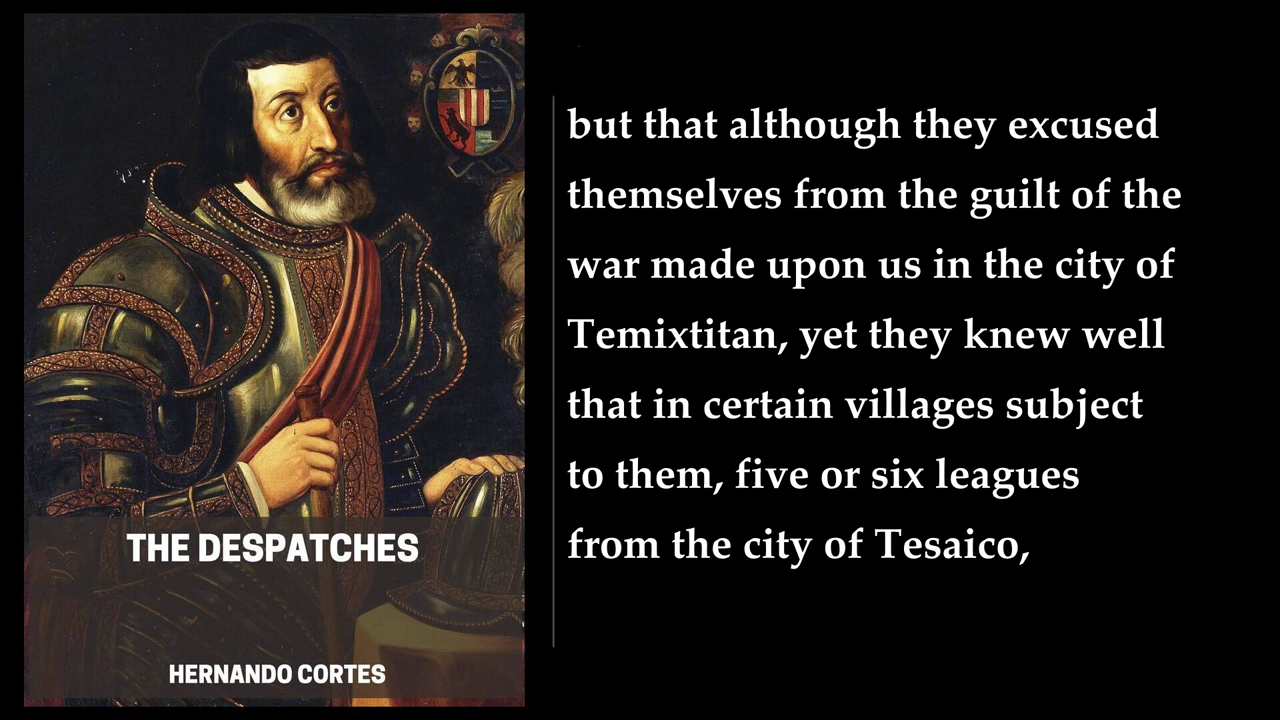 THE DESPATCHES
HERNANDO CORTES
but that although they excused
themselves from the guilt of the
war made upon us in the city of
Temixtitan, yet they knew well
that in certain villages subject
to them, five or six leagues
from the city of Tesaico,